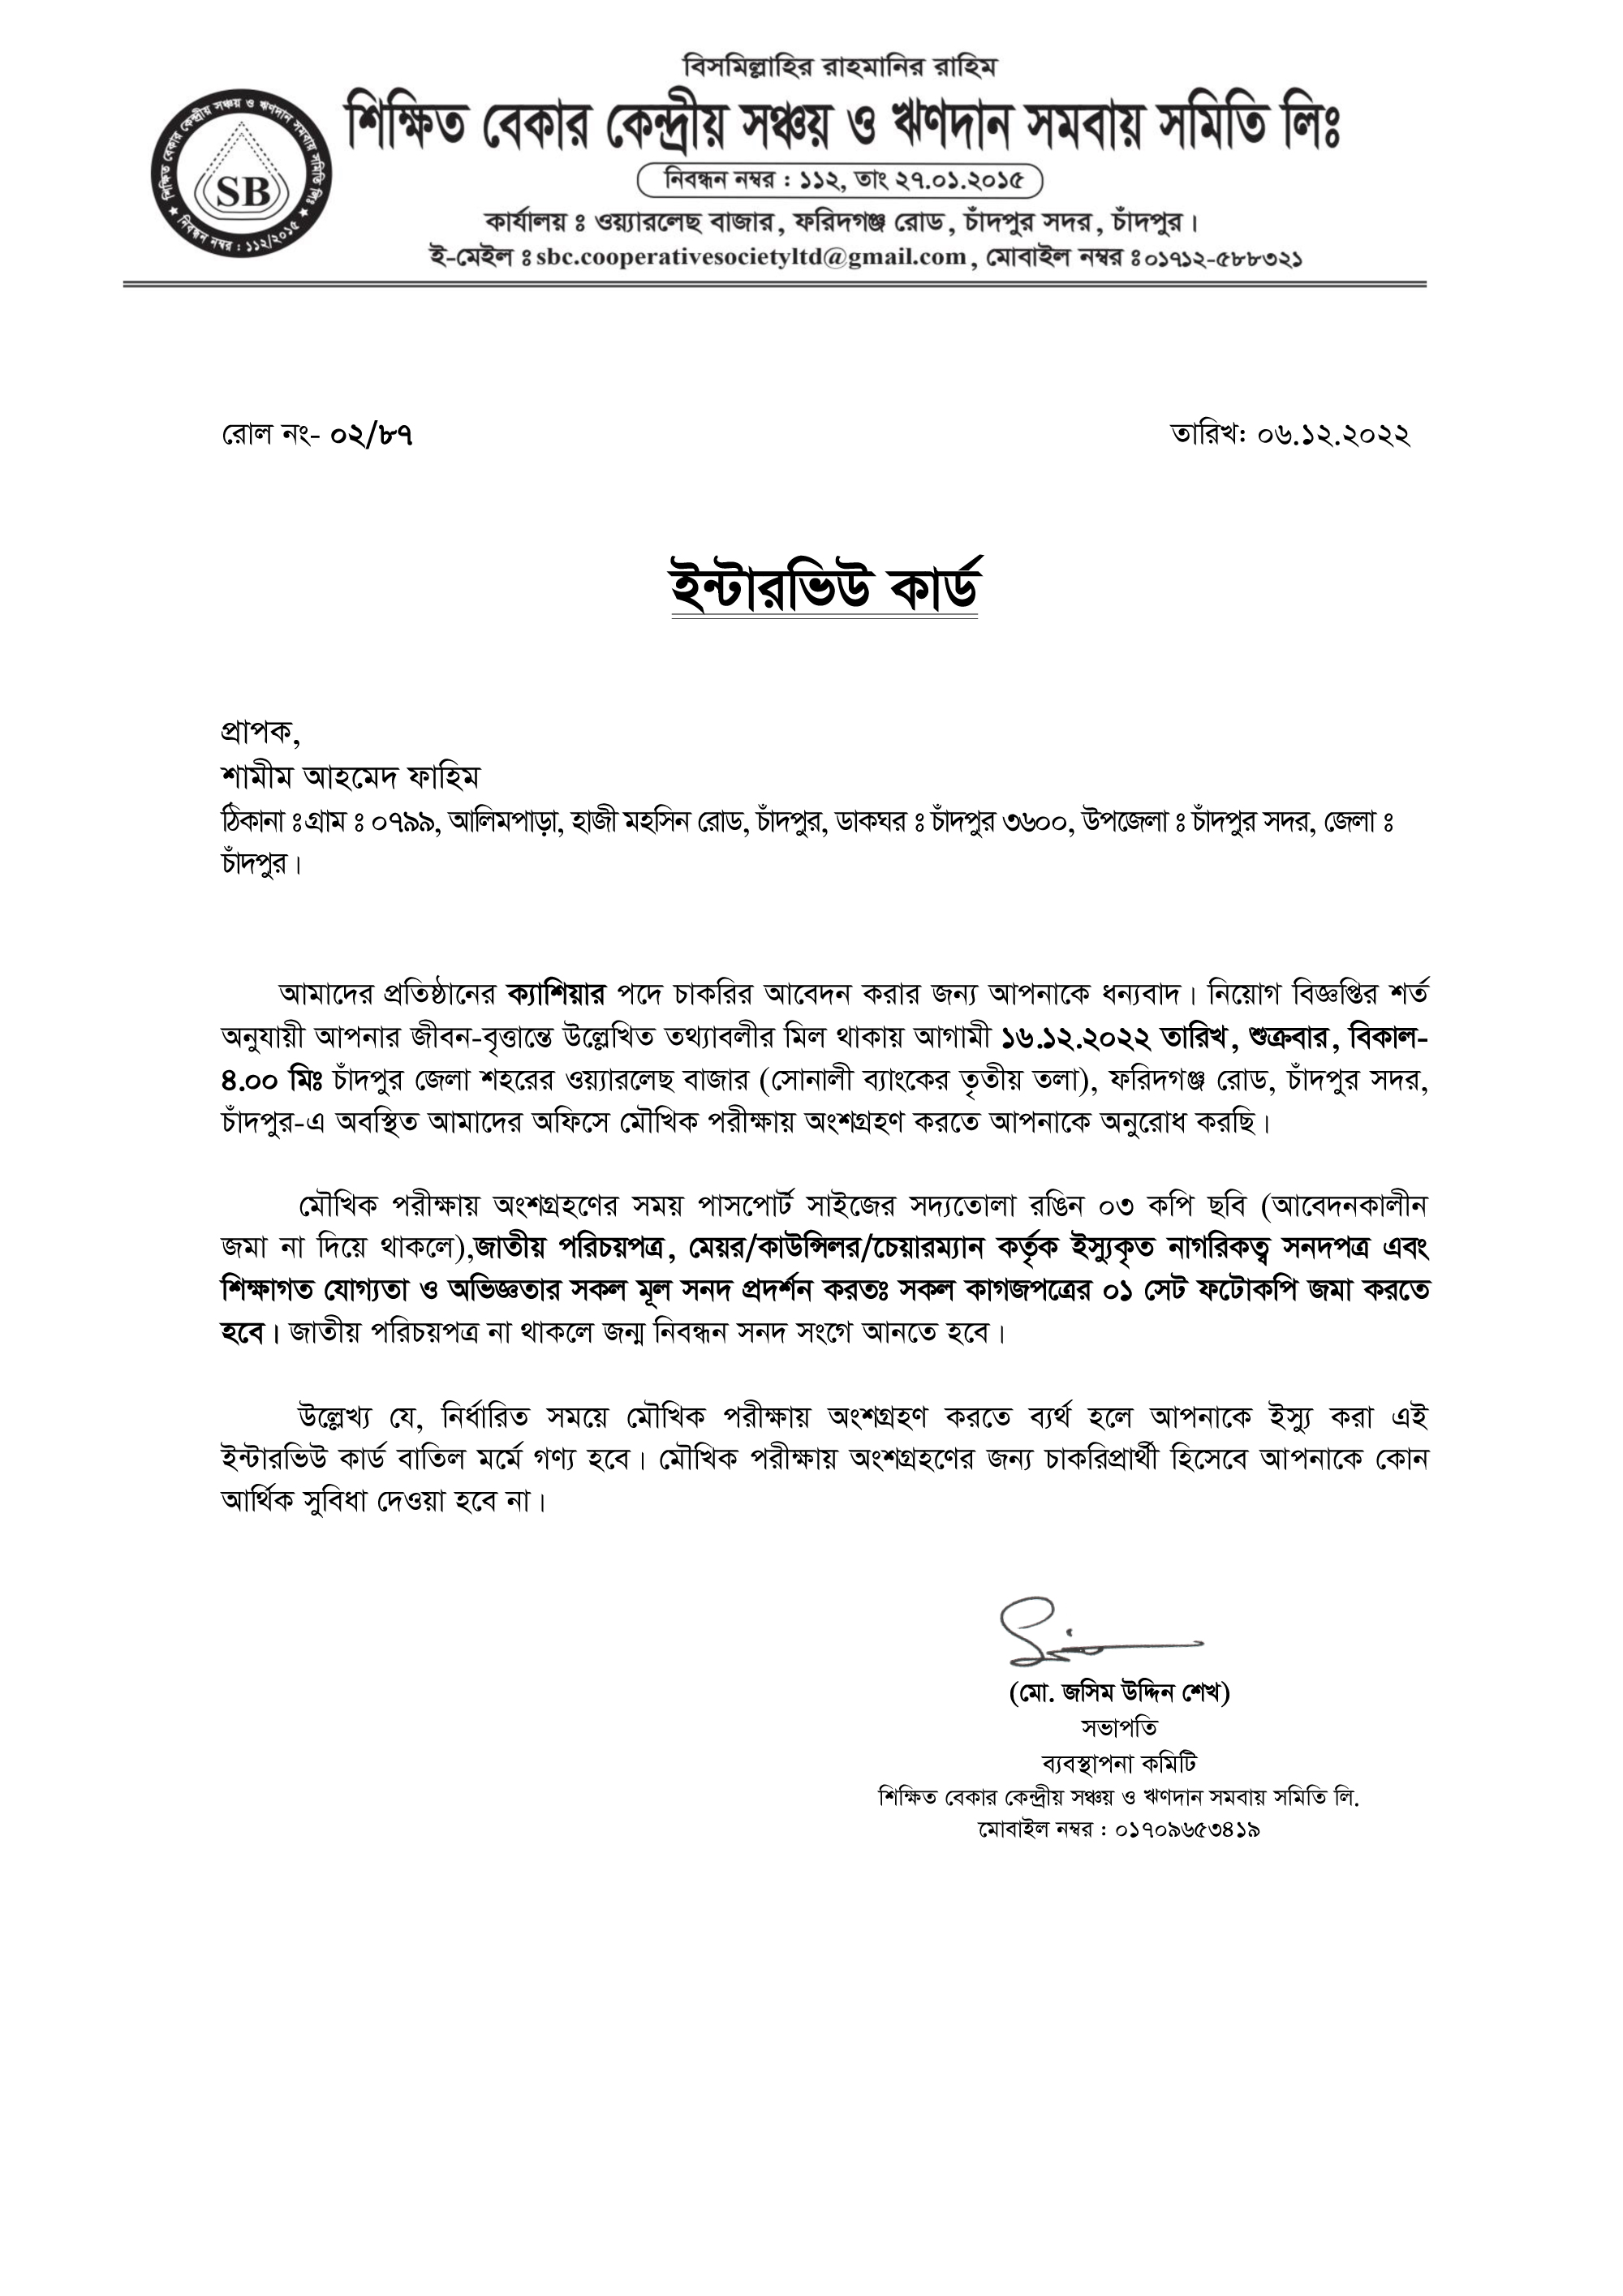 বিসমিল্লাহির রাহমানির রাহিম
শিক্ষিত বেকার কেন্দ্রীয় সঞ্চয় ও ঋণদান সমবায় সমিতি লিঃ
নিবন্ধন নম্বর : ১১২, তাং ২৭.০১.২০১৫
কার্যালয় ঃ ওয়্যারলেছ বাজার, ফরিদগঞ্জ রোড, চাঁদপুর সদর, চাঁদপুর।
ই-মেইল ঃ sbc.cooperativesocietyltd@gmail.com, মোবাইল নম্বর ঃ ০১৭১২-৫৮৮৩২১
শিক্ষিত বেকার কেন্দ্রীয় সঞ্চয় ও ঋণদান সমবায় সমিতি লিঃ
SB
★ নিবন্ধন নম্বর : ১১২/২০১৫ ★
রোল নং- ০২/৮৭
তারিখ: ০৬.১২.২০২২
ইন্টারভিউ কার্ড
প্রাপক,
শামীম আহমেদ ফাহিম
ঠিকানা ঃ গ্রাম ঃ ০৭৯৯, আলিমপাড়া, হাজী মহসিন রোড, চাঁদপুর, ডাকঘর ঃ চাঁদপুর ৩৬০০, উপজেলা ঃ চাঁদপুর সদর, জেলা ঃ
চাঁদপুর।
আমাদের প্রতিষ্ঠানের ক্যাশিয়ার পদে চাকরির আবেদন করার জন্য আপনাকে ধন্যবাদ। নিয়োগ বিজ্ঞপ্তির শর্ত
অনুযায়ী আপনার জীবন-বৃত্তান্তে উল্লেখিত তথ্যাবলীর মিল থাকায় আগামী ১৬.১২.২০২২ তারিখ, শুক্রবার, বিকাল-
৪.০০ মিঃ চাঁদপুর জেলা শহরের ওয়্যারলেছ বাজার (সোনালী ব্যাংকের তৃতীয় তলা), ফরিদগঞ্জ রোড, চাঁদপুর সদর,
চাঁদপুর-এ অবস্থিত আমাদের অফিসে মৌখিক পরীক্ষায় অংশগ্রহণ করতে আপনাকে অনুরোধ করছি।
মৌখিক পরীক্ষায় অংশগ্রহণের সময় পাসপোর্ট সাইজের সদ্যতোলা রঙিন ০৩ কপি ছবি (আবেদনকালীন
জমা না দিয়ে থাকলে),জাতীয় পরিচয়পত্র, মেয়র/কাউন্সিলর/চেয়ারম্যান কর্তৃক ইস্যুকৃত নাগরিকত্ব সনদপত্র এবং
শিক্ষাগত যোগ্যতা ও অভিজ্ঞতার সকল মূল সনদ প্রদর্শন করতঃ সকল কাগজপত্রের ০১ সেট ফটোকপি জমা করতে
হবে। জাতীয় পরিচয়পত্র না থাকলে জন্ম নিবন্ধন সনদ সংগে আনতে হবে।
উল্লেখ্য যে, নির্ধারিত সময়ে মৌখিক পরীক্ষায় অংশগ্রহণ করতে ব্যর্থ হলে আপনাকে ইস্যু করা এই
ইন্টারভিউ কার্ড বাতিল মর্মে গণ্য হবে। মৌখিক পরীক্ষায় অংশগ্রহণের জন্য চাকরিপ্রার্থী হিসেবে আপনাকে কোন
আর্থিক সুবিধা দেওয়া হবে না।
(মো. জসিম উদ্দিন শেখ)
সভাপতি
ব্যবস্থাপনা কমিটি
শিক্ষিত বেকার কেন্দ্রীয় সঞ্চয় ও ঋণদান সমবায় সমিতি লি.
মোবাইল নম্বর : ০১৭০৯৬৫৩৪১৯